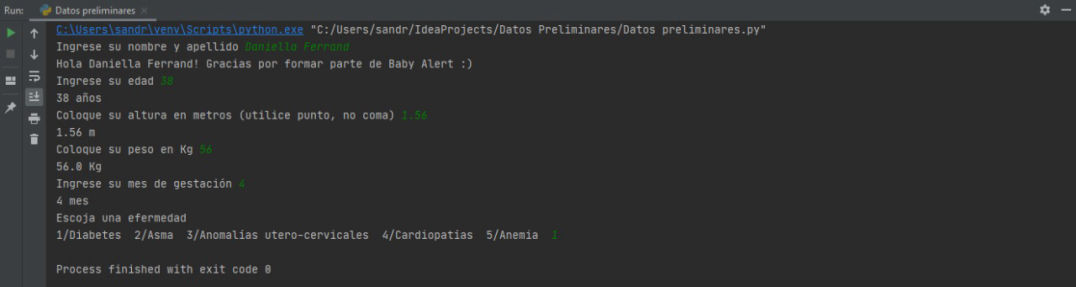 Run: Datos preliminares
C:\Users\sandr\venv\Scripts\python.exe "C:/Users/sandr/IdeaProjects/Datos Preliminares/Datos preliminares.py"
Ingrese su nombre y apellido Daniella Ferrand
Hola Daniella Ferrand! Gracias por formar parte de Baby Alert :)
Ingrese su edad 38
38 años
Coloque su altura en metros (utilice punto, no coma) 1.56
1.56 m
Coloque su peso en Kg 56
56.0 Kg
Ingrese su mes de gestación 4
4 mes
Escoja una efermedad
1/Diabetes 2/Asma 3/Anomalías utero-cervicales 4/Cardiopatías 5/Anemia 1
Process finished with exit code 0